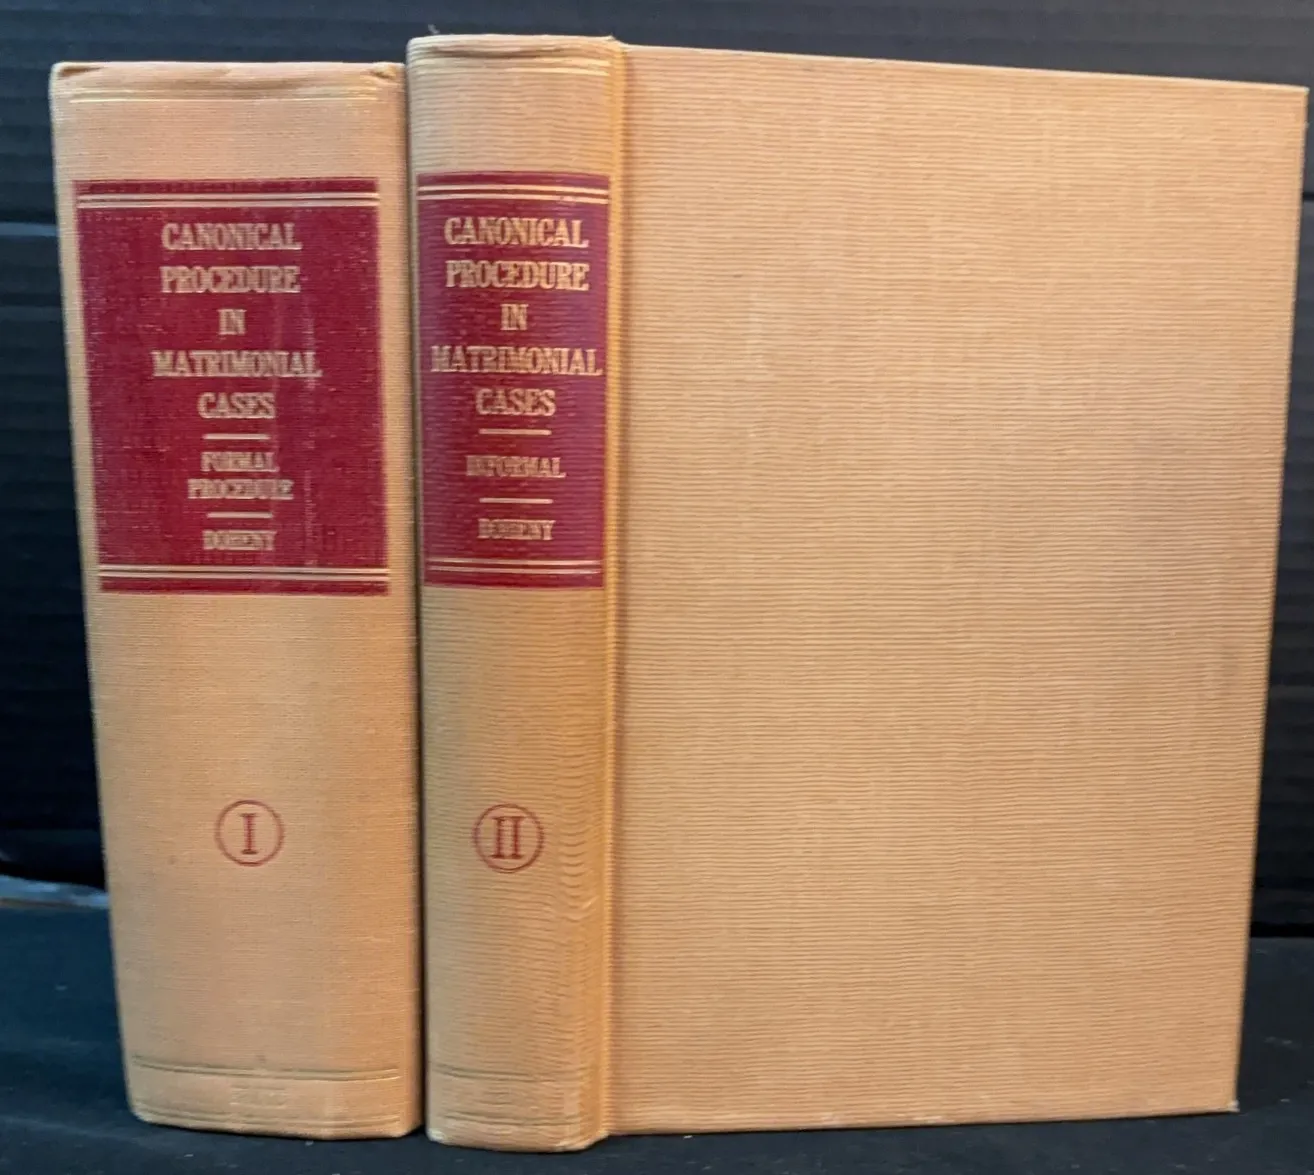 CANONICAL
PROCEDURE
IN
MATRIMONIAL
CASES
FORMAL
PROCEDURE
DOHENY
I
CANONICAL
PROCEDURE
IN
MATRIMONIAL
CASES
INFORMAL
DOHENY
II